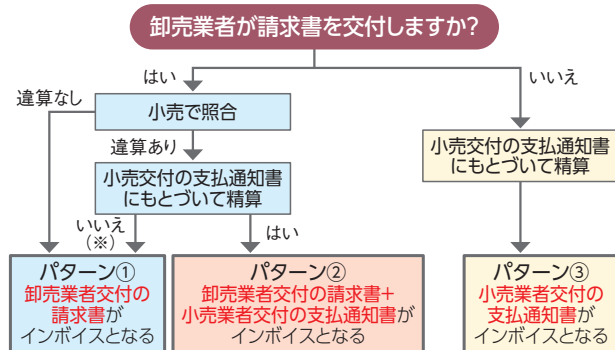 卸売業者が請求書を交付しますか?
はい
いいえ
違算なし
小売で照合
違算あり
小売交付の支払通知書
にもとづいて精算
小売交付の支払通知書
にもとづいて精算
いいえ
(※)
はい
パターン①
卸売業者交付の
請求書が
インボイスとなる
パターン②
卸売業者交付の請求書+
小売業者交付の支払通知書が
インボイスとなる
パターン③
小売業者交付の
支払通知書が
インボイスとなる